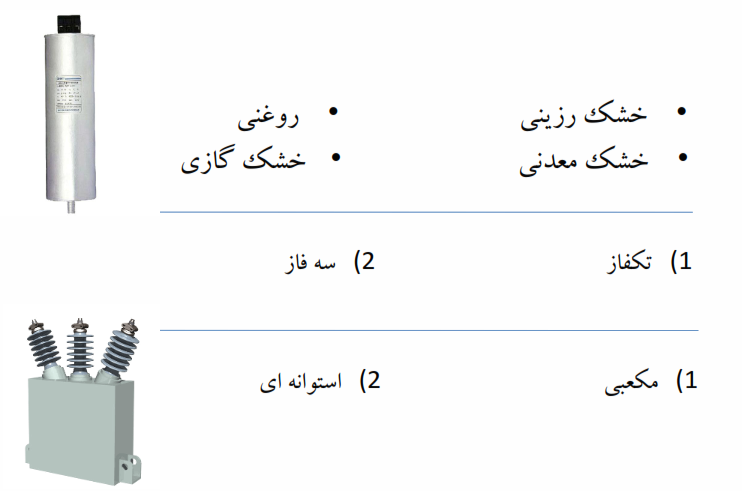 • خشک رزینی • روغنی
• خشک معدنی • خشک گازی
1) تکفاز 2) سه فاز
1) مکعبی 2) استوانه ای